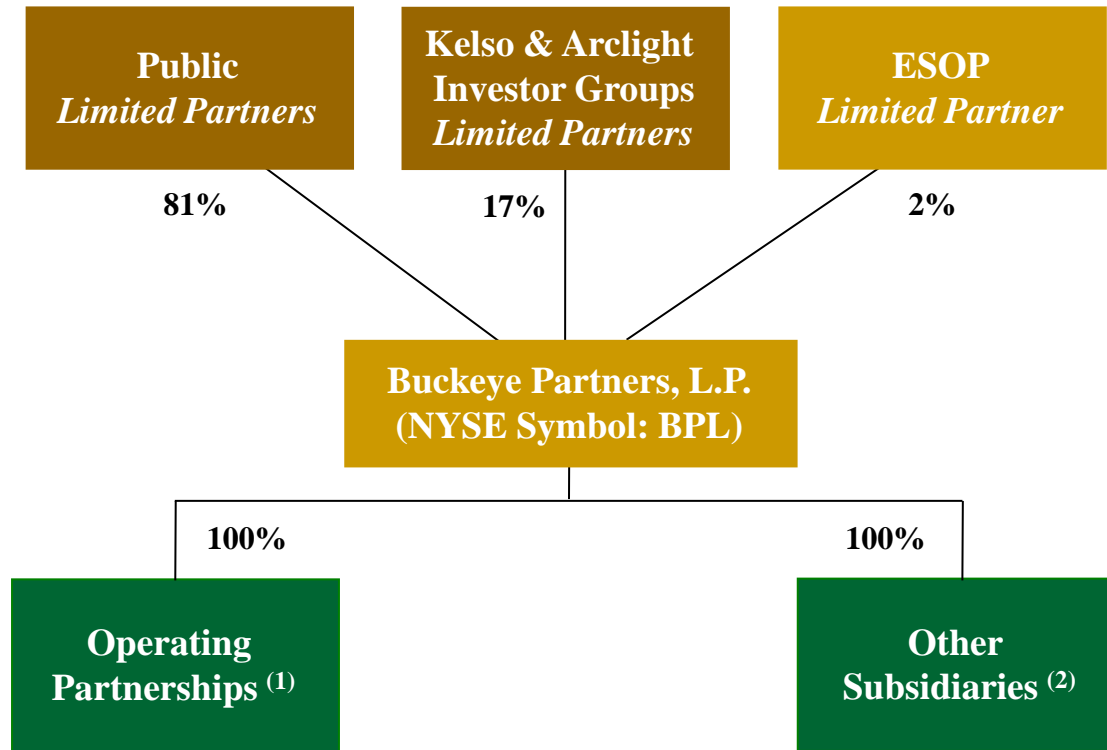 Public
Limited Partners
Kelso & Arclight
Investor Groups
Limited Partners
ESOP
Limited Partner
81%
17%
2%
Buckeye Partners, L.P.
(NYSE Symbol: BPL)
100%
100%
Operating
Partnerships (1)
Other
Subsidiaries (2)